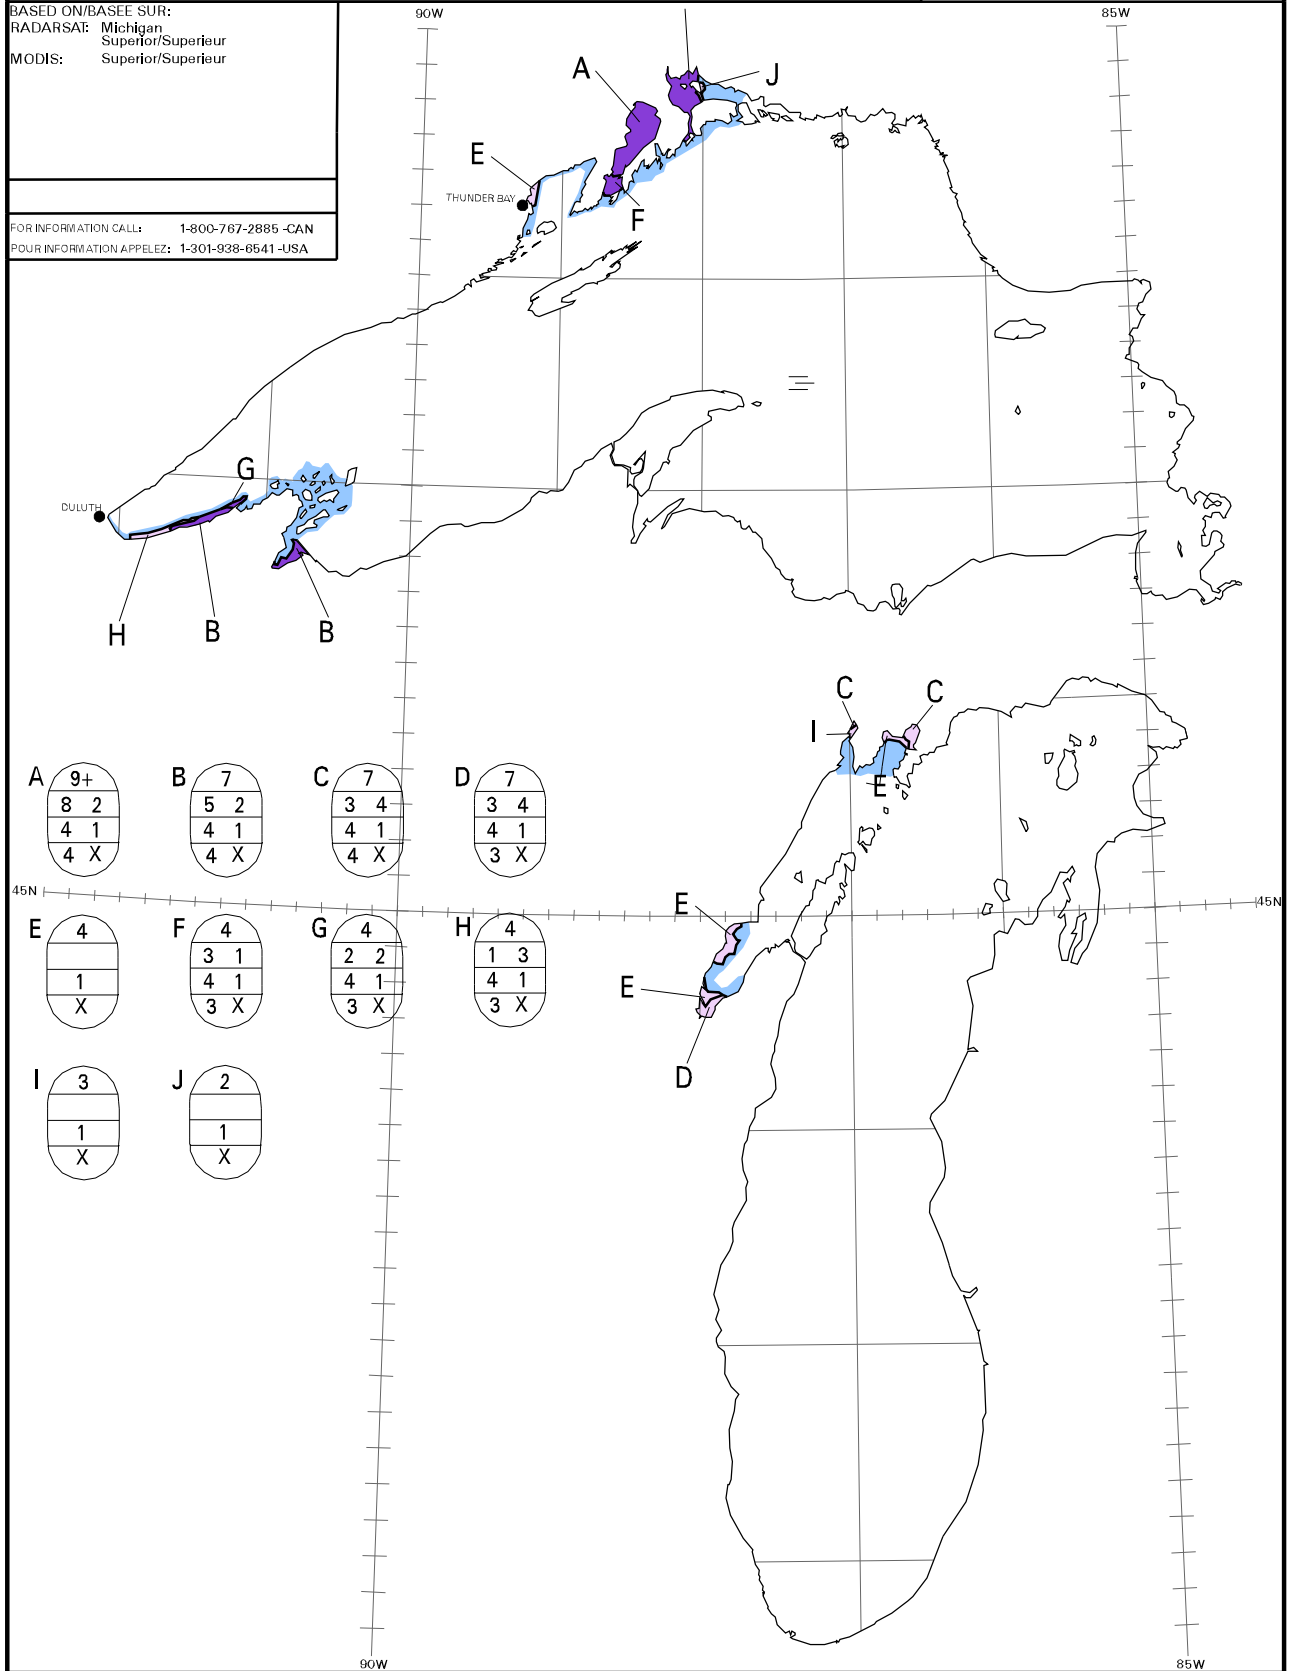 BASED ON/BASEE SUR:
RADARSAT: Michigan
Superior/Superieur
MODIS: Superior/Superieur
FOR INFORMATION CALL: 1-800-767-2885 -CAN
POUR INFORMATION APPELEZ: 1-301-938-6541 -USA
90W
85W
A
J
E
THUNDER BAY
F
G
DULUTH
H
B
B
C
C
I
E
A 9+
8 2
4 1
4 X
B 7
5 2
4 1
4 X
C 7
3 4
4 1
4 X
D 7
3 4
4 1
3 X
45N
45N
E 4
1
X
F 4
3 1
4 1
3 X
G 4
2 2
4 1
3 X
H 4
1 3
4 1
3 X
E
E
D
I 3
1
X
J 2
1
X
90W
85W